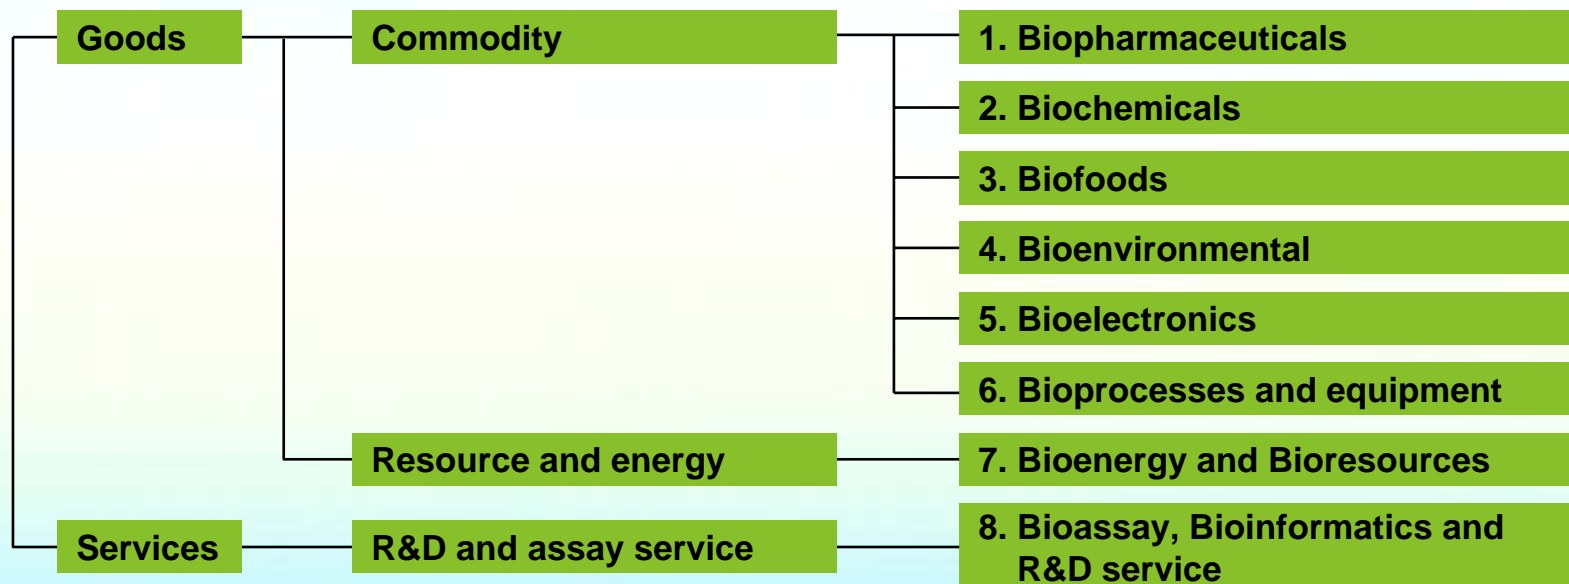 Goods
Commodity
1. Biopharmaceuticals
2. Biochemicals
3. Biofoods
4. Bioenvironmental
5. Bioelectronics
6. Bioprocesses and equipment
Resource and energy
7. Bioenergy and Bioresources
Services
R&D and assay service
8. Bioassay, Bioinformatics and
R&D service